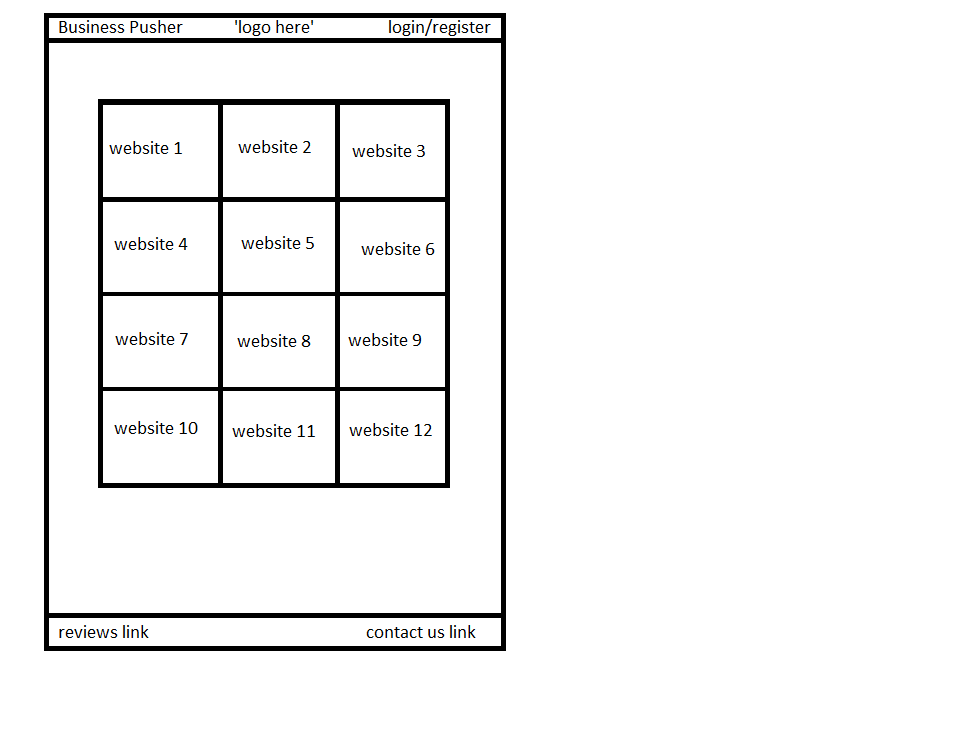 Business Pusher 'logo here' login/register
website 1 website 2 website 3
website 4 website 5 website 6
website 7 website 8 website 9
website 10 website 11 website 12
reviews link contact us link